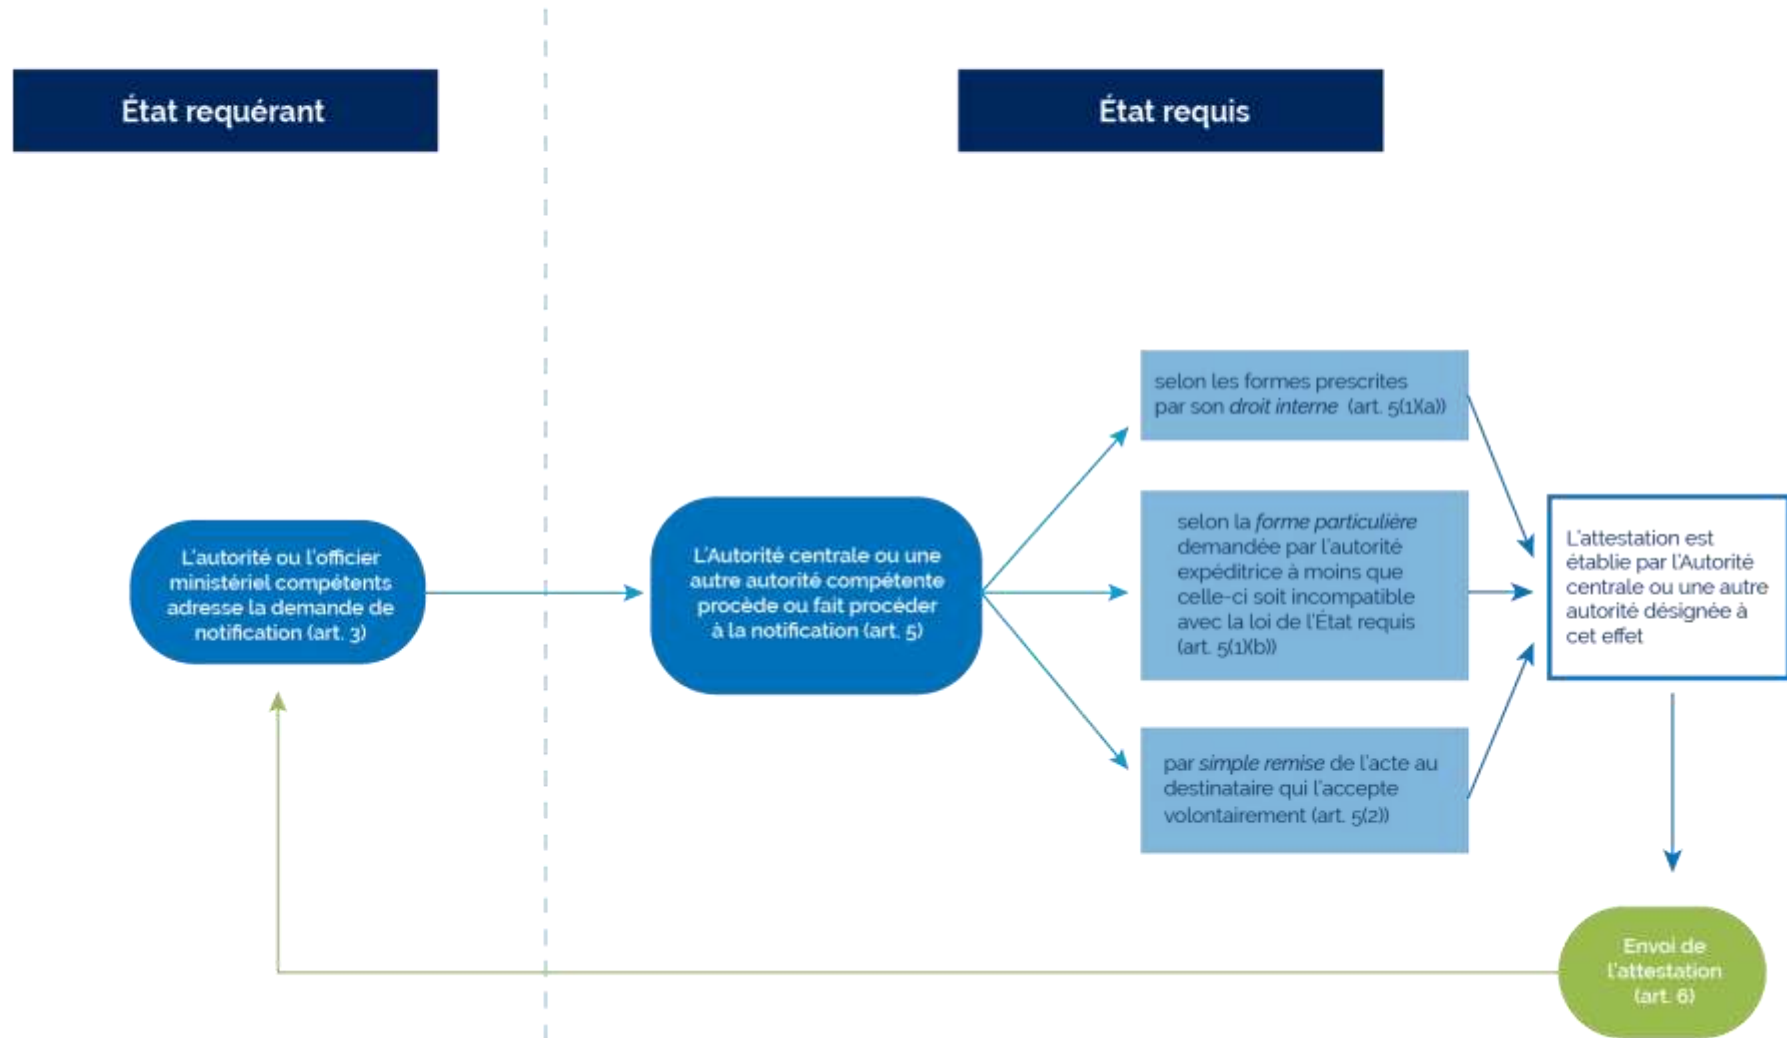 État requérant
État requis
L'autorité ou l'officier
ministériel compétents
adresse la demande de
notification (art. 3)
L'Autorité centrale ou une
autre autorité compétente
procède ou fait procéder
à la notification (art. 5)
selon les formes prescrites
par son droit interne (art. 5(1)(a))
selon la forme particulière
demandée par l'autorité
expéditrice à moins que
celle-ci soit incompatible
avec la loi de l'État requis
(art. 5(1)(b))
par simple remise de l'acte au
destinataire qui l'accepte
volontairement (art. 5(2))
L'attestation est
établie par l'Autorité
centrale ou une autre
autorité désignée à
cet effet
Envoi de
l'attestation
(art. 6)